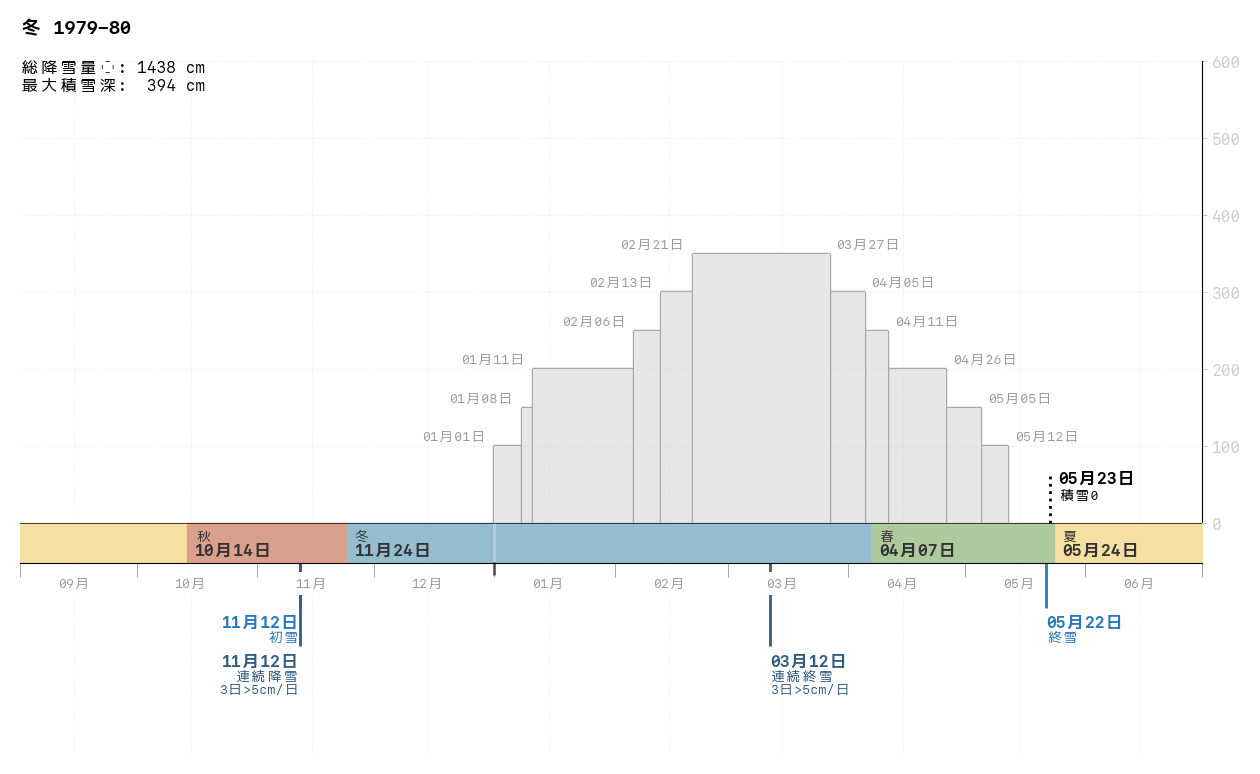 冬 1979–80
総降雪量: 1438 cm
最大積雪深: 394 cm
600
500
400
300
200
100
0
02月21日
03月27日
02月13日
04月05日
02月06日
04月11日
01月11日
04月26日
01月08日
05月05日
01月01日
05月12日
05月23日
積雪0
秋
10月14日
冬
11月24日
春
04月07日
夏
05月24日
09月
10月
11月
12月
01月
02月
03月
04月
05月
06月
11月12日
初雪
11月12日
連続降雪
3日>5cm/日
03月12日
連続終雪
3日>5cm/日
05月22日
終雪